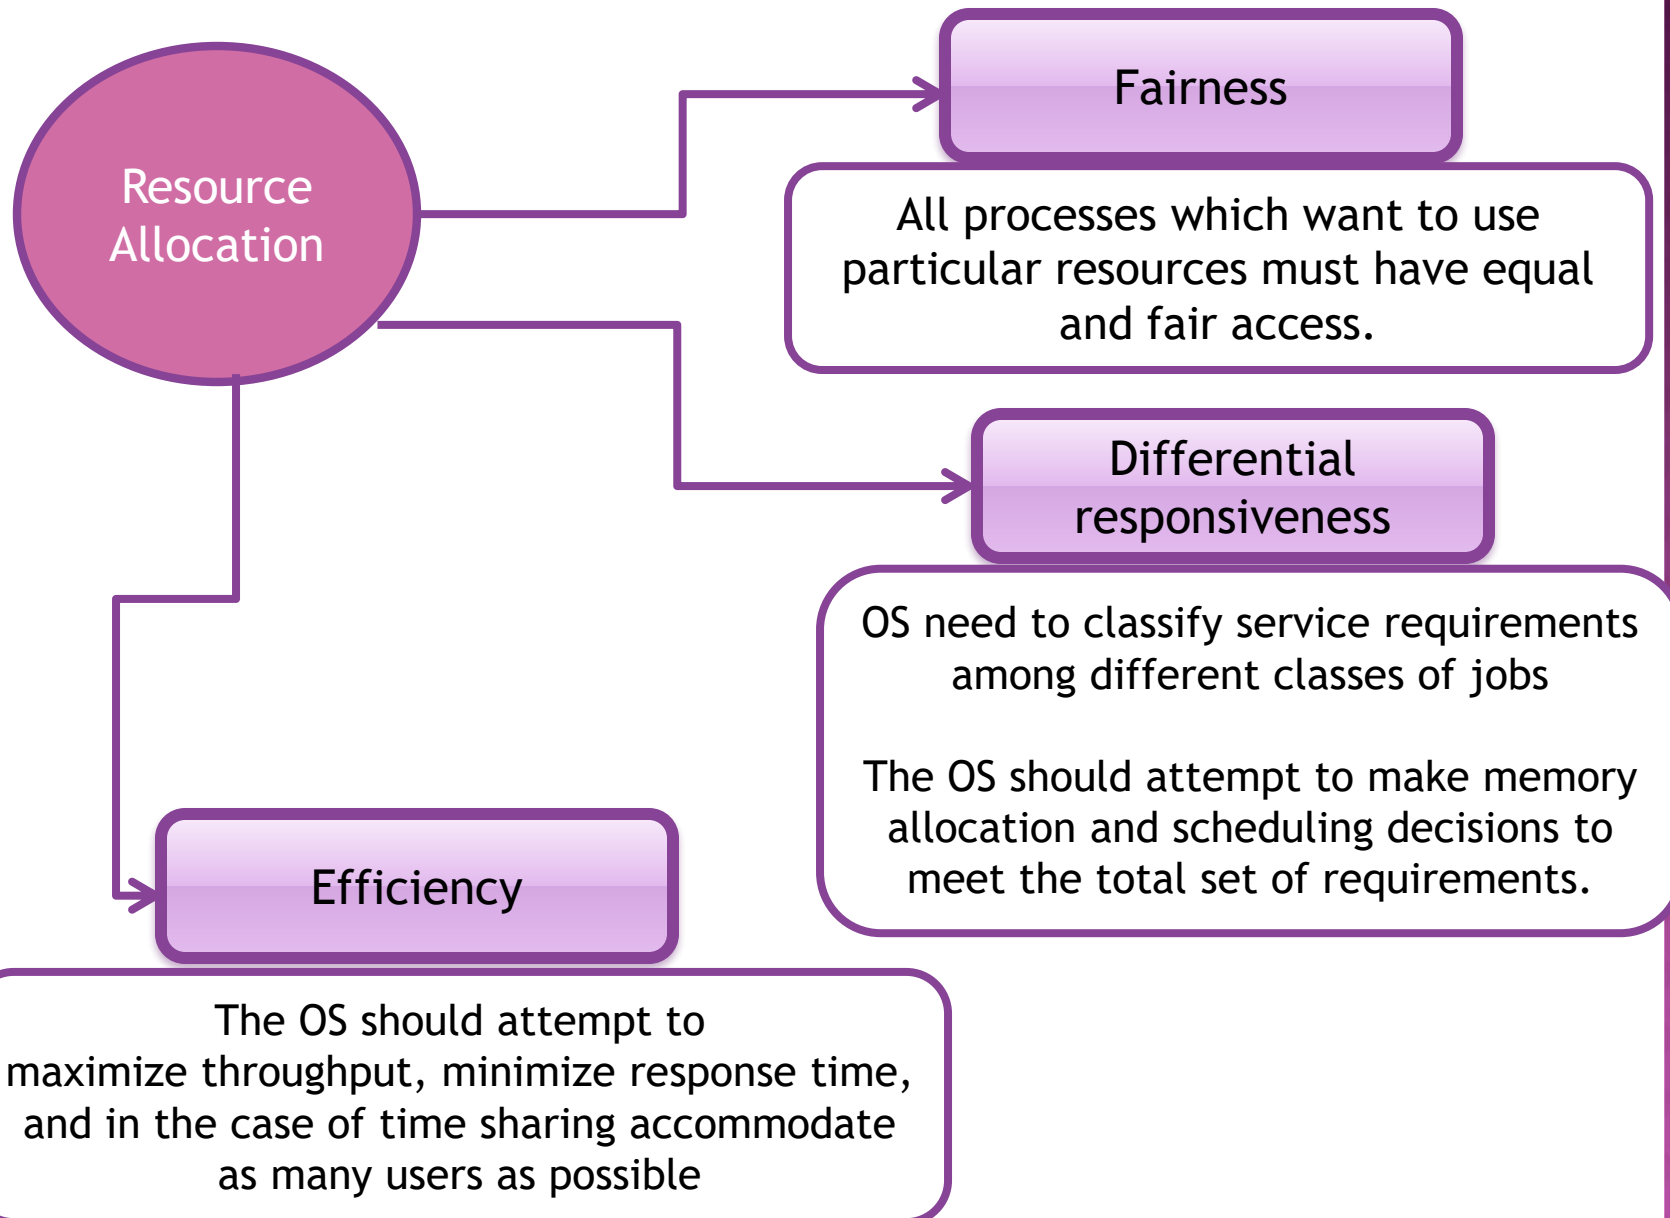 Resource
Allocation
Fairness
All processes which want to use
particular resources must have equal
and fair access.
Differential
responsiveness
OS need to classify service requirements
among different classes of jobs
The OS should attempt to make memory
allocation and scheduling decisions to
meet the total set of requirements.
Efficiency
The OS should attempt to
maximize throughput, minimize response time,
and in the case of time sharing accommodate
as many users as possible